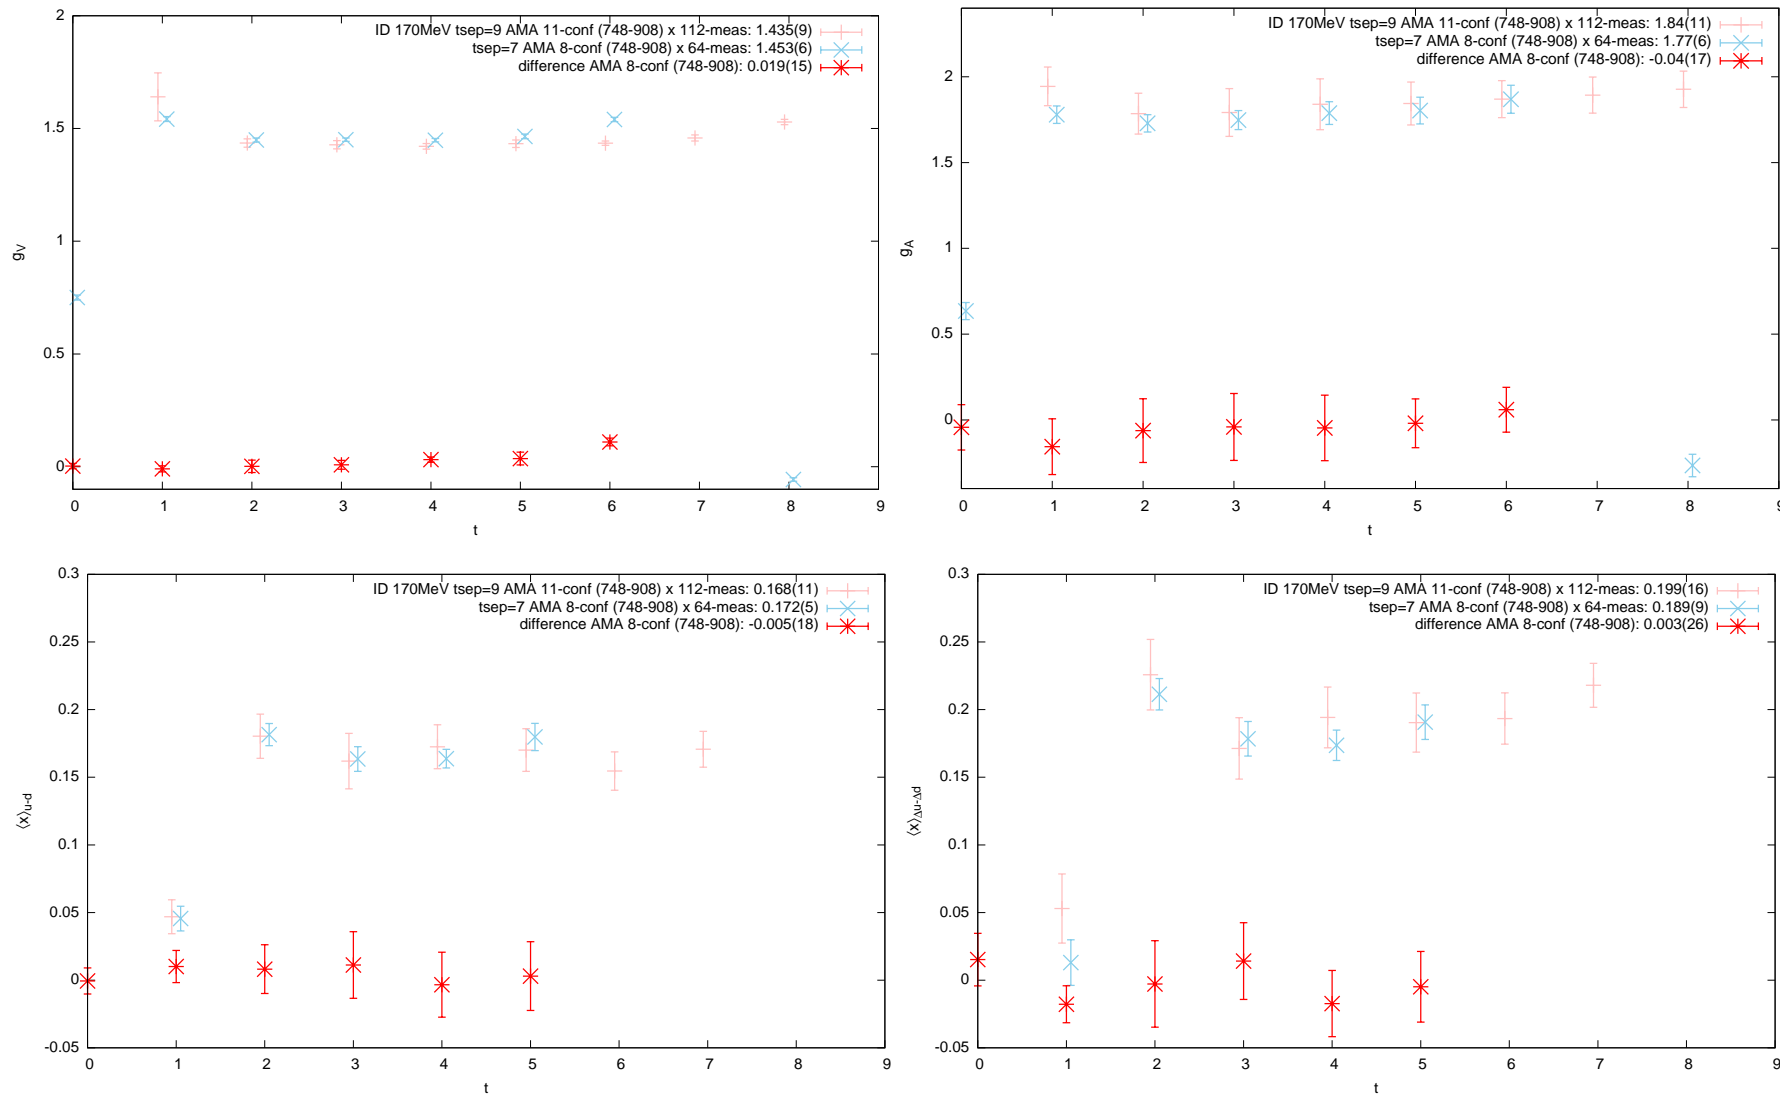 ID 170MeV tsep=9 AMA 11-conf (748-908) x 112-meas: 1.435(9)
tsep=7 AMA 8-conf (748-908) x 64-meas: 1.453(6)
difference AMA 8-conf (748-908): 0.019(15)
2
1.5
1
0.5
0
gV
0 1 2 3 4 5 6 7 8 9
t
ID 170MeV tsep=9 AMA 11-conf (748-908) x 112-meas: 1.84(11)
tsep=7 AMA 8-conf (748-908) x 64-meas: 1.77(6)
difference AMA 8-conf (748-908): -0.04(17)
2
1.5
1
0.5
0
gA
0 1 2 3 4 5 6 7 8 9
t
ID 170MeV tsep=9 AMA 11-conf (748-908) x 112-meas: 0.168(11)
tsep=7 AMA 8-conf (748-908) x 64-meas: 0.172(5)
difference AMA 8-conf (748-908): -0.005(18)
0.3
0.25
0.2
0.15
0.1
0.05
0
-0.05
⟨x⟩u-d
0 1 2 3 4 5 6 7 8 9
t
ID 170MeV tsep=9 AMA 11-conf (748-908) x 112-meas: 0.199(16)
tsep=7 AMA 8-conf (748-908) x 64-meas: 0.189(9)
difference AMA 8-conf (748-908): 0.003(26)
0.3
0.25
0.2
0.15
0.1
0.05
0
-0.05
⟨x⟩Δu-Δd
0 1 2 3 4 5 6 7 8 9
t